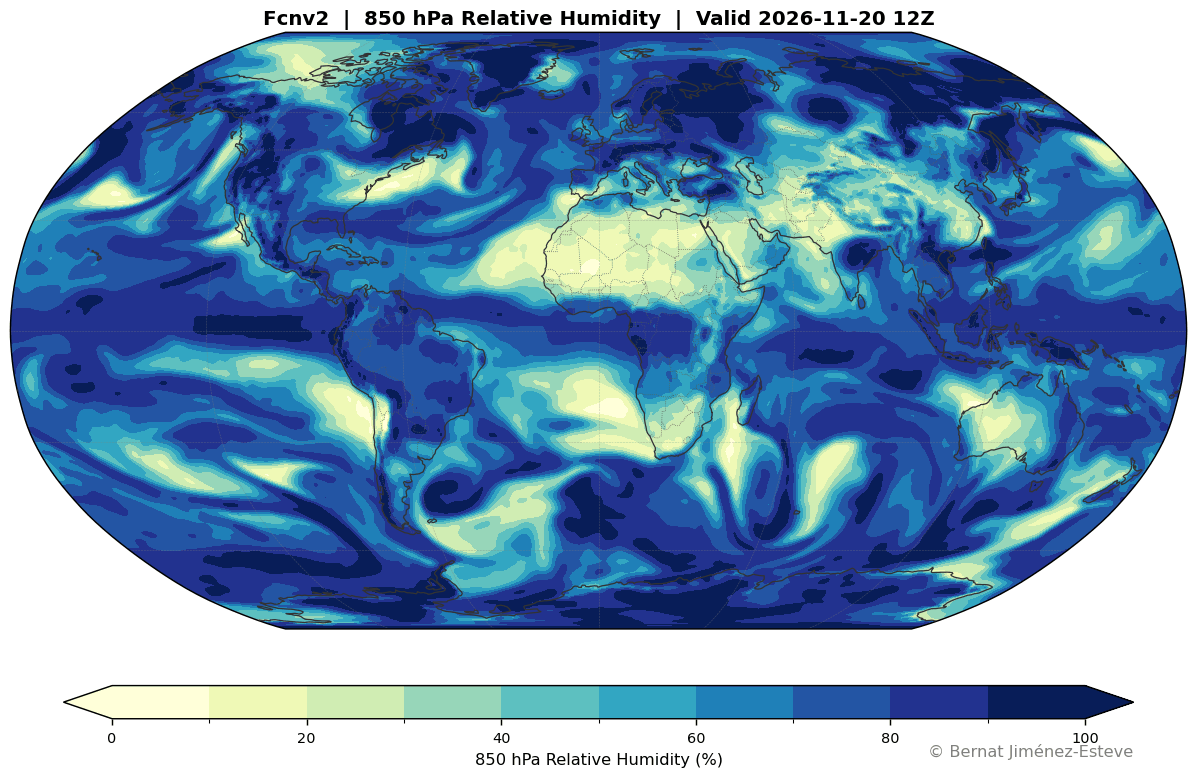 Fcnv2 | 850 hPa Relative Humidity | Valid 2026-11-20 12Z
0 20 40 60 80 100
850 hPa Relative Humidity (%)
© Bernat Jiménez-Esteve